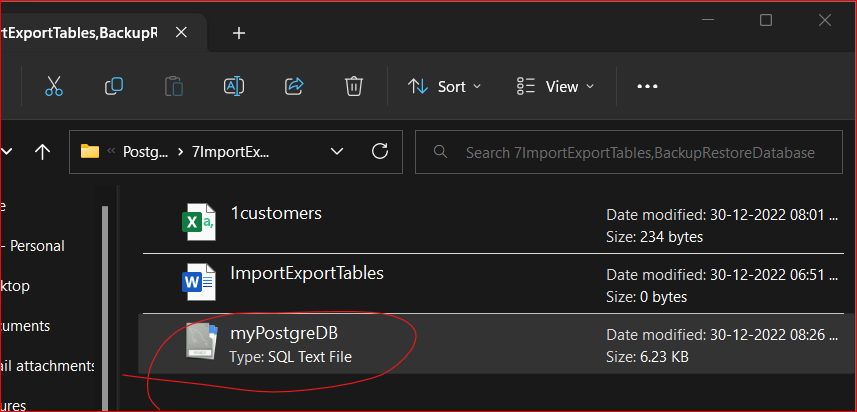 tExportTables,BackupR
Sort
View
Postg...
7ImportEx...
Search 7ImportExportTables,BackupRestoreDatabase
e
- Personal
ktop
cuments
ail attachments
ures
1customers
Date modified: 30-12-2022 08:01 ...
Size: 234 bytes
ImportExportTables
Date modified: 30-12-2022 06:51 ...
Size: 0 bytes
myPostgreDB
Type: SQL Text File
Date modified: 30-12-2022 08:26 ...
Size: 6.23 KB